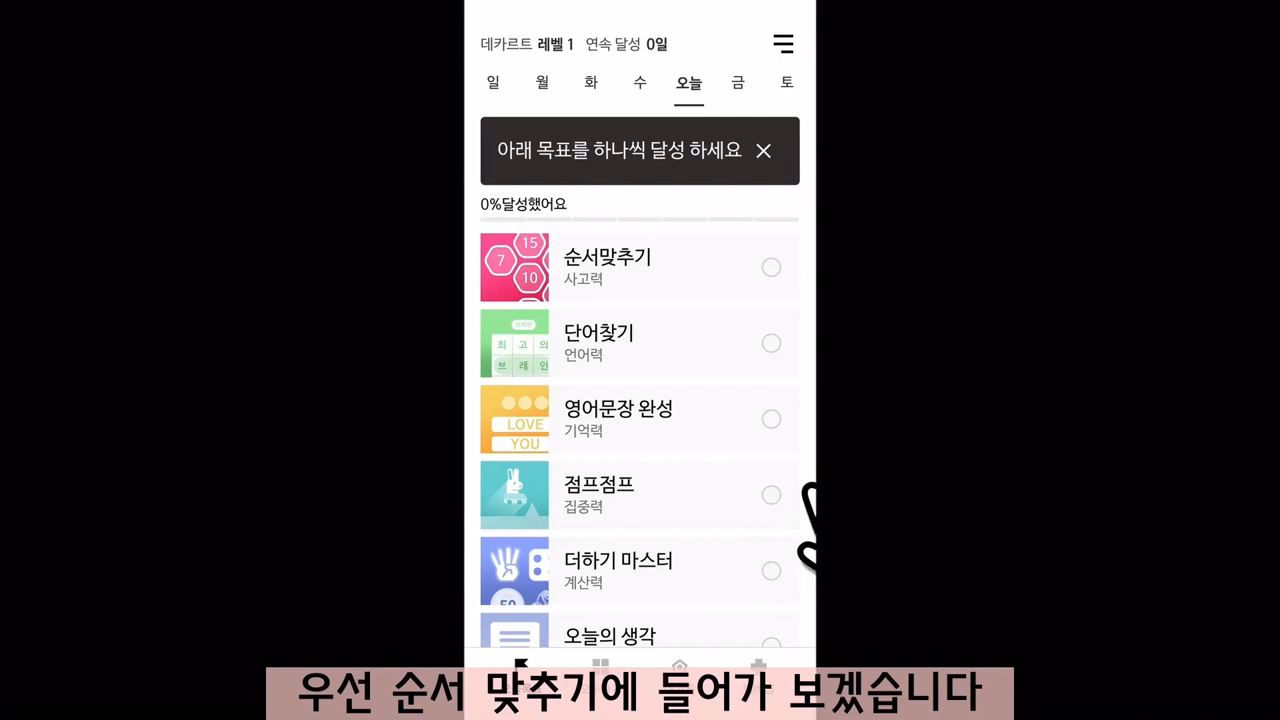 데카르트 레벨 1 연속 달성 0일
일 월 화 수 오늘 금 토
아래 목표를 하나씩 달성 하세요
0%달성했어요
15
7
10
순서맞추기
사고력
최 고 의
브 레 인
단어찾기
언어력
LOVE
YOU
영어문장 완성
기억력
점프점프
집중력
50
더하기 마스터
계산력
오늘의 생각
우선 순서 맞추기에 들어가 보겠습니다